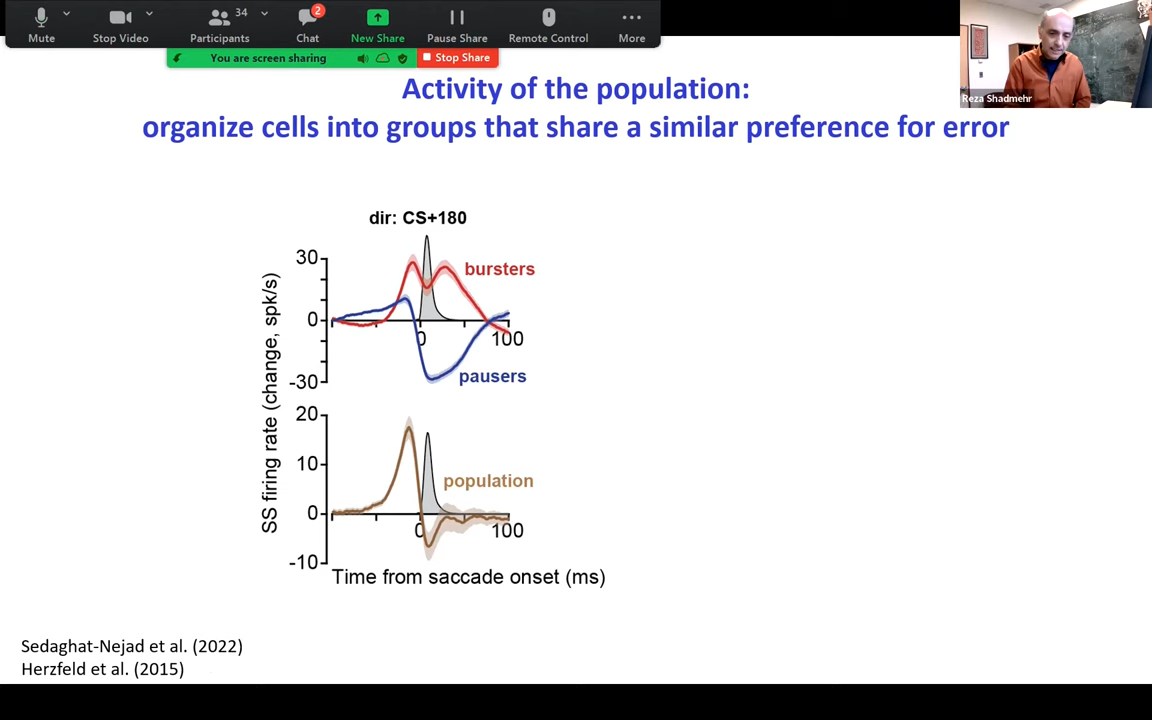 34
2
Mute
Stop Video
Participants
Chat
New Share
Pause Share
Remote Control
More
You are screen sharing
Stop Share
Reza Shadmehr
Activity of the population:
organize cells into groups that share a similar preference for error
dir: CS+180
30
bursters
0
0
100
-30
pausers
SS firing rate (change, spk/s)
20
10
population
0
0
100
-10
Time from saccade onset (ms)
Sedaghat-Nejad et al. (2022)
Herzfeld et al. (2015)